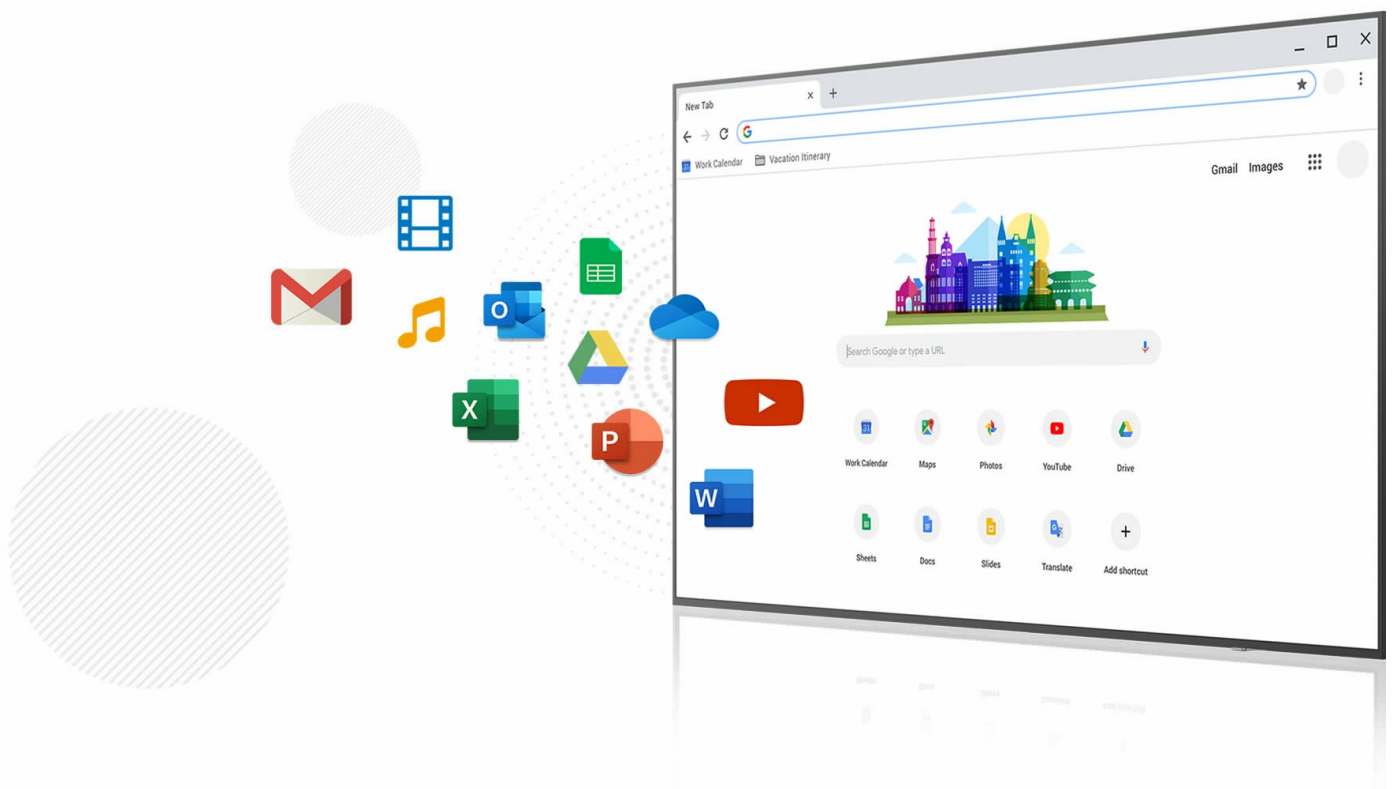 New Tab
Work Calendar
Vacation Itinerary
Gmail Images
Search Google or type a URL
Work Calendar
Maps
Photos
YouTube
Drive
Sheets
Docs
Slides
Translate
Add shortcut
O
X
P
W